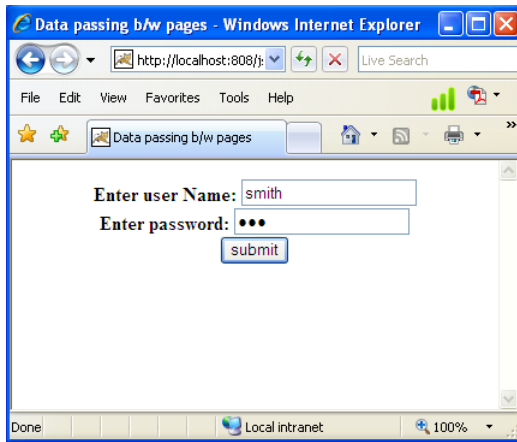 Data passing b/w pages - Windows Internet Explorer
http://localhost:808/j: Live Search
File Edit View Favorites Tools Help
Data passing b/w pages »
Enter user Name: smith
Enter password: •••
submit
Done Local intranet 100%